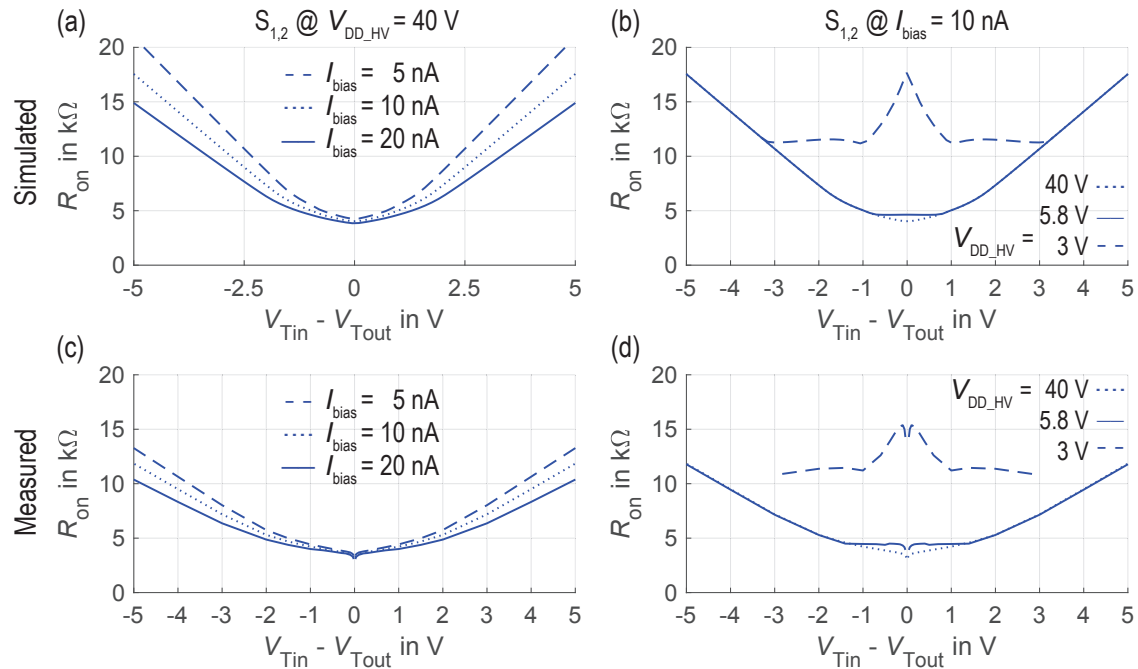 (a) S1,2 @ VDD_HV = 40 V
20
15
10
5
0
Simulated
Ron in kΩ
Ibias = 5 nA
Ibias = 10 nA
Ibias = 20 nA
-5 -2.5 0 2.5 5
VTin - VTout in V
(b) S1,2 @ Ibias = 10 nA
20
15
10
5
0
Ron in kΩ
40 V
5.8 V
VDD_HV = 3 V
-5 -4 -3 -2 -1 0 1 2 3 4 5
VTin - VTout in V
(c)
20
15
10
5
0
Measured
Ron in kΩ
Ibias = 5 nA
Ibias = 10 nA
Ibias = 20 nA
-5 -4 -3 -2 -1 0 1 2 3 4 5
VTin - VTout in V
(d)
20
15
10
5
0
Ron in kΩ
VDD_HV = 40 V
5.8 V
3 V
-5 -4 -3 -2 -1 0 1 2 3 4 5
VTin - VTout in V